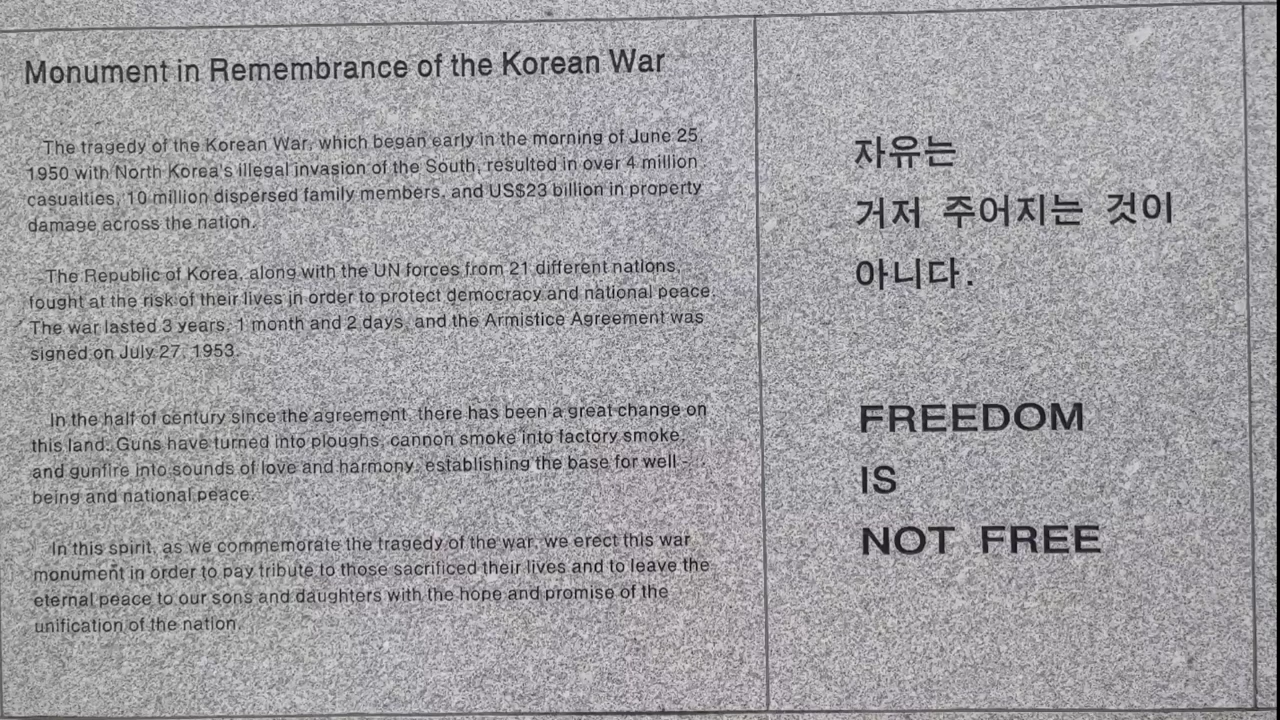 Monument in Remembrance of the Korean War
The tragedy of the Korean War, which began early in the morning of June 25,
1950 with North Korea's illegal invasion of the South, resulted in over 4 million
casualties, 10 million dispersed family members, and US$23 billion in property
damage across the nation.
The Republic of Korea, along with the UN forces from 21 different nations,
fought at the risk of their lives in order to protect democracy and national peace.
The war lasted 3 years, 1 month and 2 days, and the Armistice Agreement was
signed on July 27, 1953.
In the half of century since the agreement, there has been a great change on
this land. Guns have turned into ploughs, cannon smoke into factory smoke,
and gunfire into sounds of love and harmony, establishing the base for well -
being and national peace.
In this spirit, as we commemorate the tragedy of the war, we erect this war
monument in order to pay tribute to those sacrificed their lives and to leave the
eternal peace to our sons and daughters with the hope and promise of the
unification of the nation.
자유는
거저 주어지는 것이
아니다.
FREEDOM
IS
NOT FREE